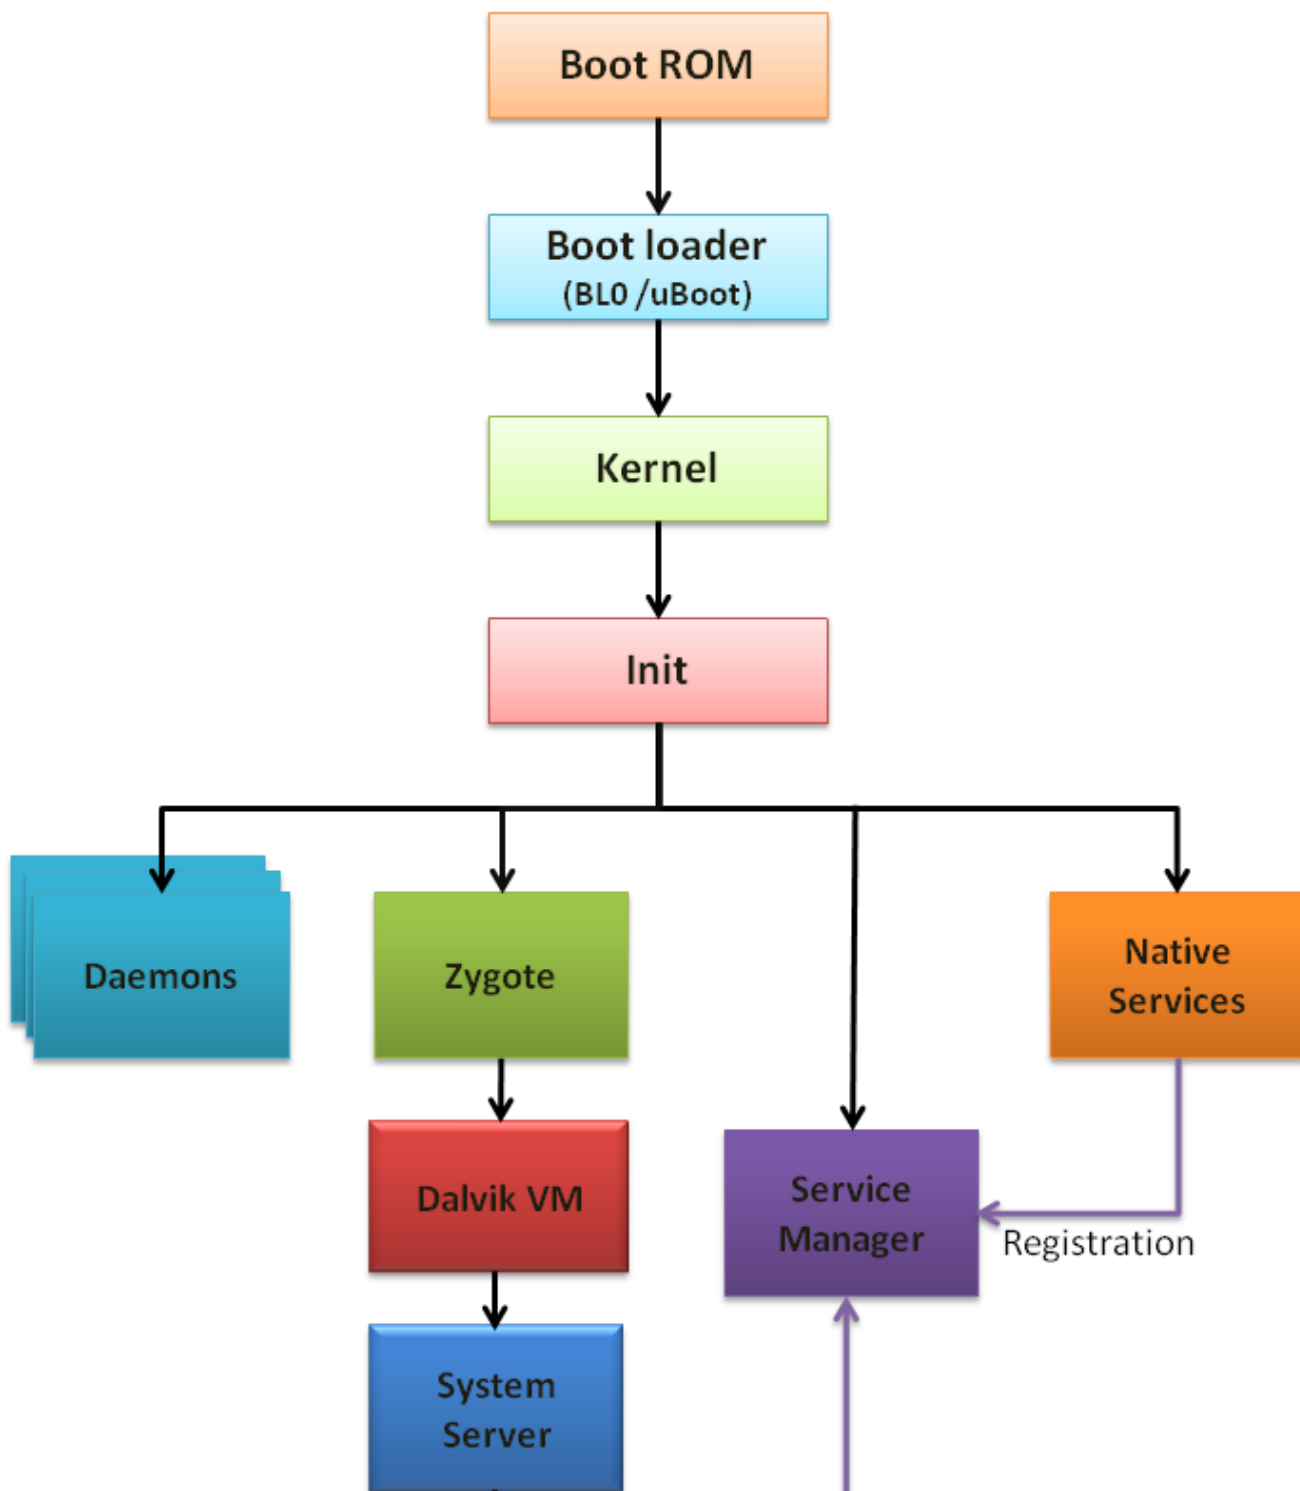 Boot ROM
Boot loader
(BL0 /uBoot)
Kernel
Init
Daemons
Zygote
Native
Services
Dalvik VM
Service
Manager
Registration
System
Server